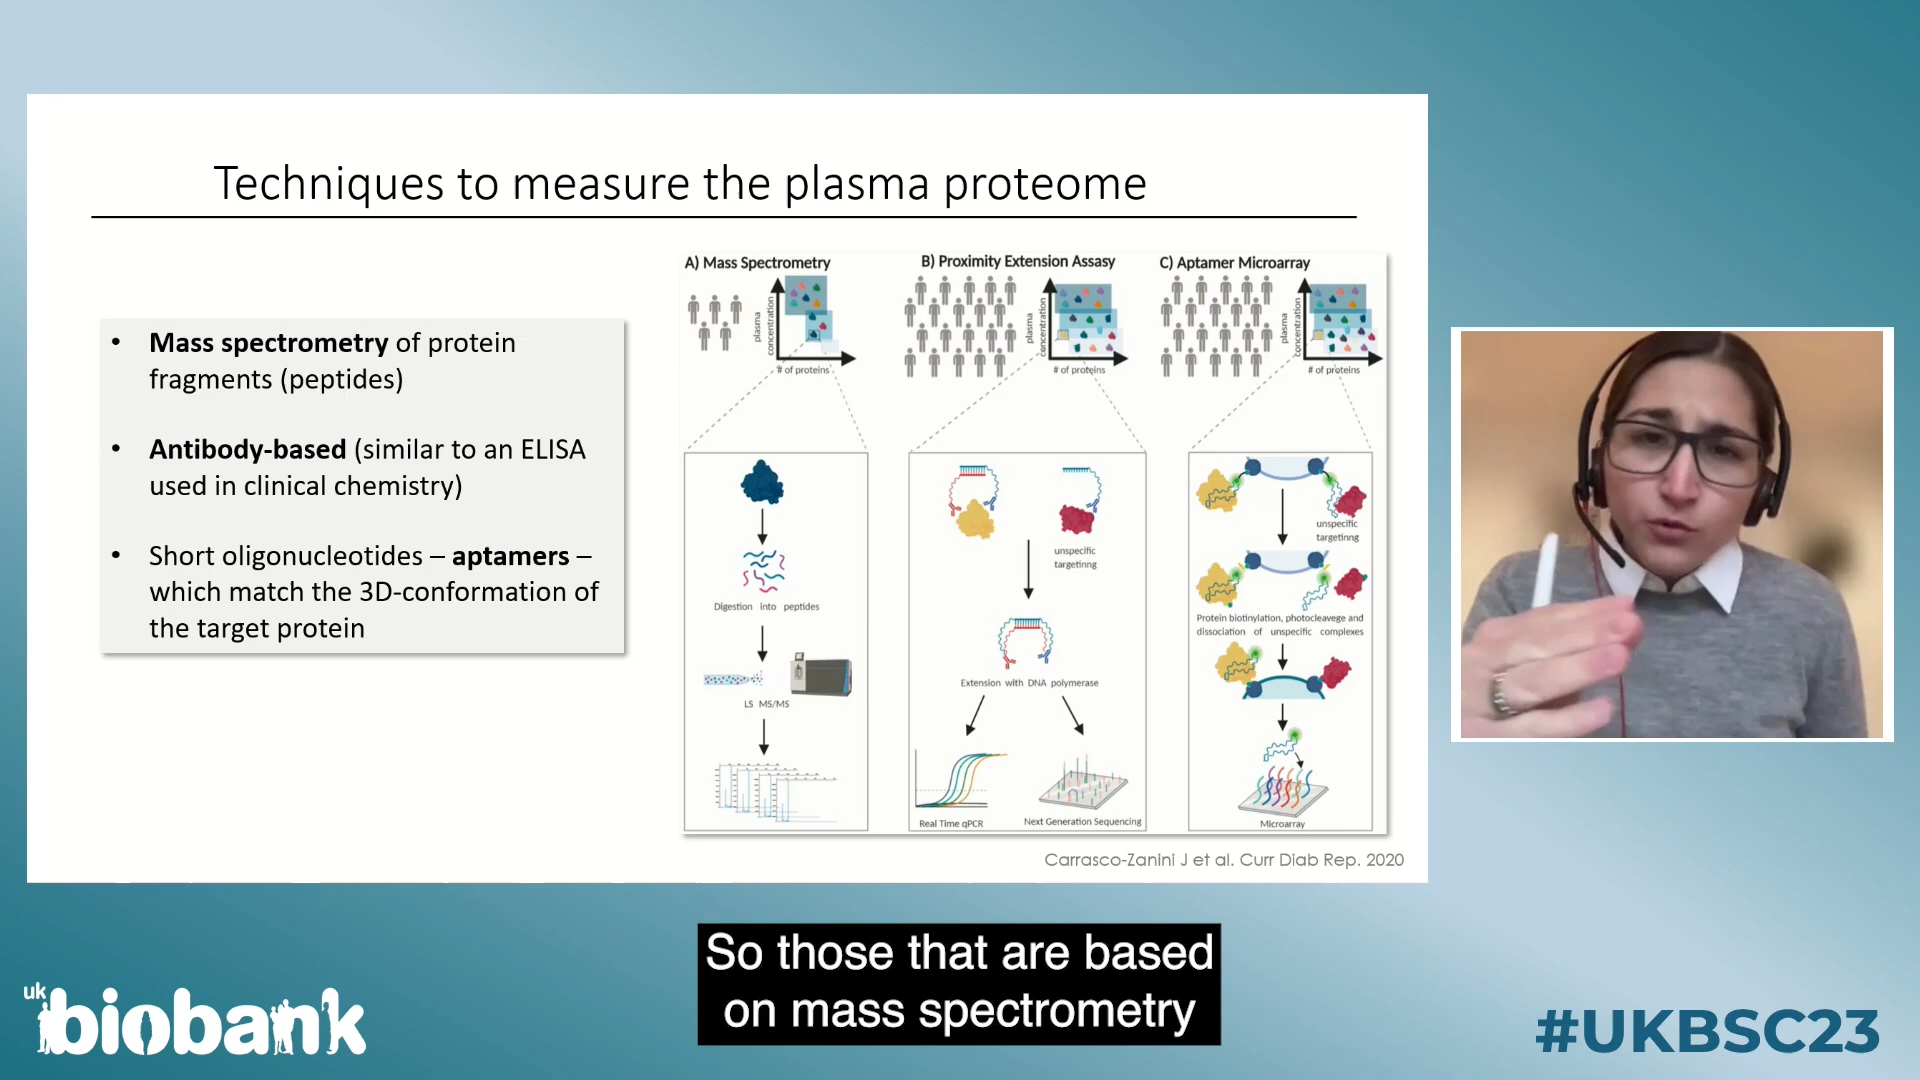 Techniques to measure the plasma proteome
• Mass spectrometry of protein
fragments (peptides)
• Antibody-based (similar to an ELISA
used in clinical chemistry)
• Short oligonucleotides – aptamers –
which match the 3D-conformation of
the target protein
A) Mass Spectrometry
plasma
concentration
# of proteins
Digestion into peptides
LS MS/MS
B) Proximity Extension Assasy
plasma
concentration
# of proteins
unspecific
targetinng
Extension with DNA polymerase
Real Time qPCR
Next Generation Sequencing
C) Aptamer Microarray
plasma
concentration
# of proteins
unspecific
targetinng
Protein biotinylation, photocleavege and
dissociation of unspecific complexes
Microarray
Carrasco-Zanini J et al. Curr Diab Rep. 2020
So those that are based
on mass spectrometry
uk
biobank
#UKBSC23